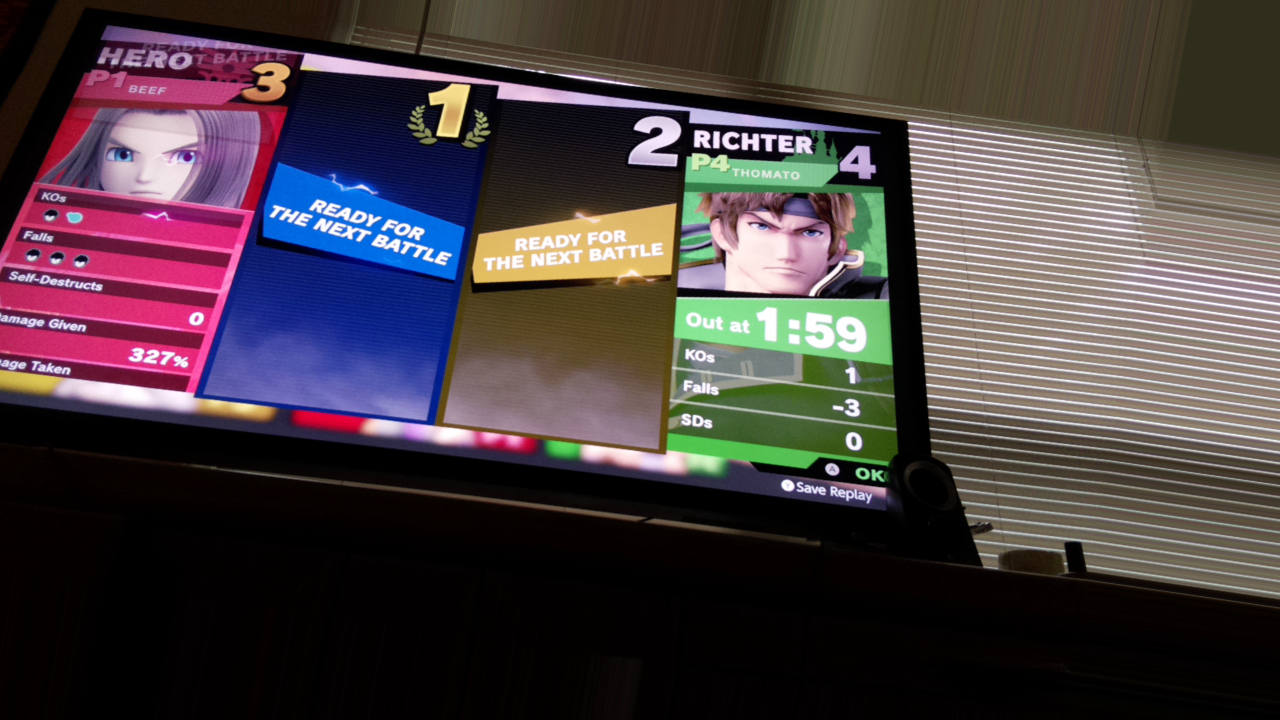 HERO
3
P1 BEEF
KOs
Falls
Self-Destructs
0
Damage Given
327%
1
READY FOR
THE NEXT BATTLE
2
READY FOR
THE NEXT BATTLE
RICHTER
4
P4 THOMATO
Out at 1:59
KOs
1
Falls
-3
SDs
0
OK
Save Replay